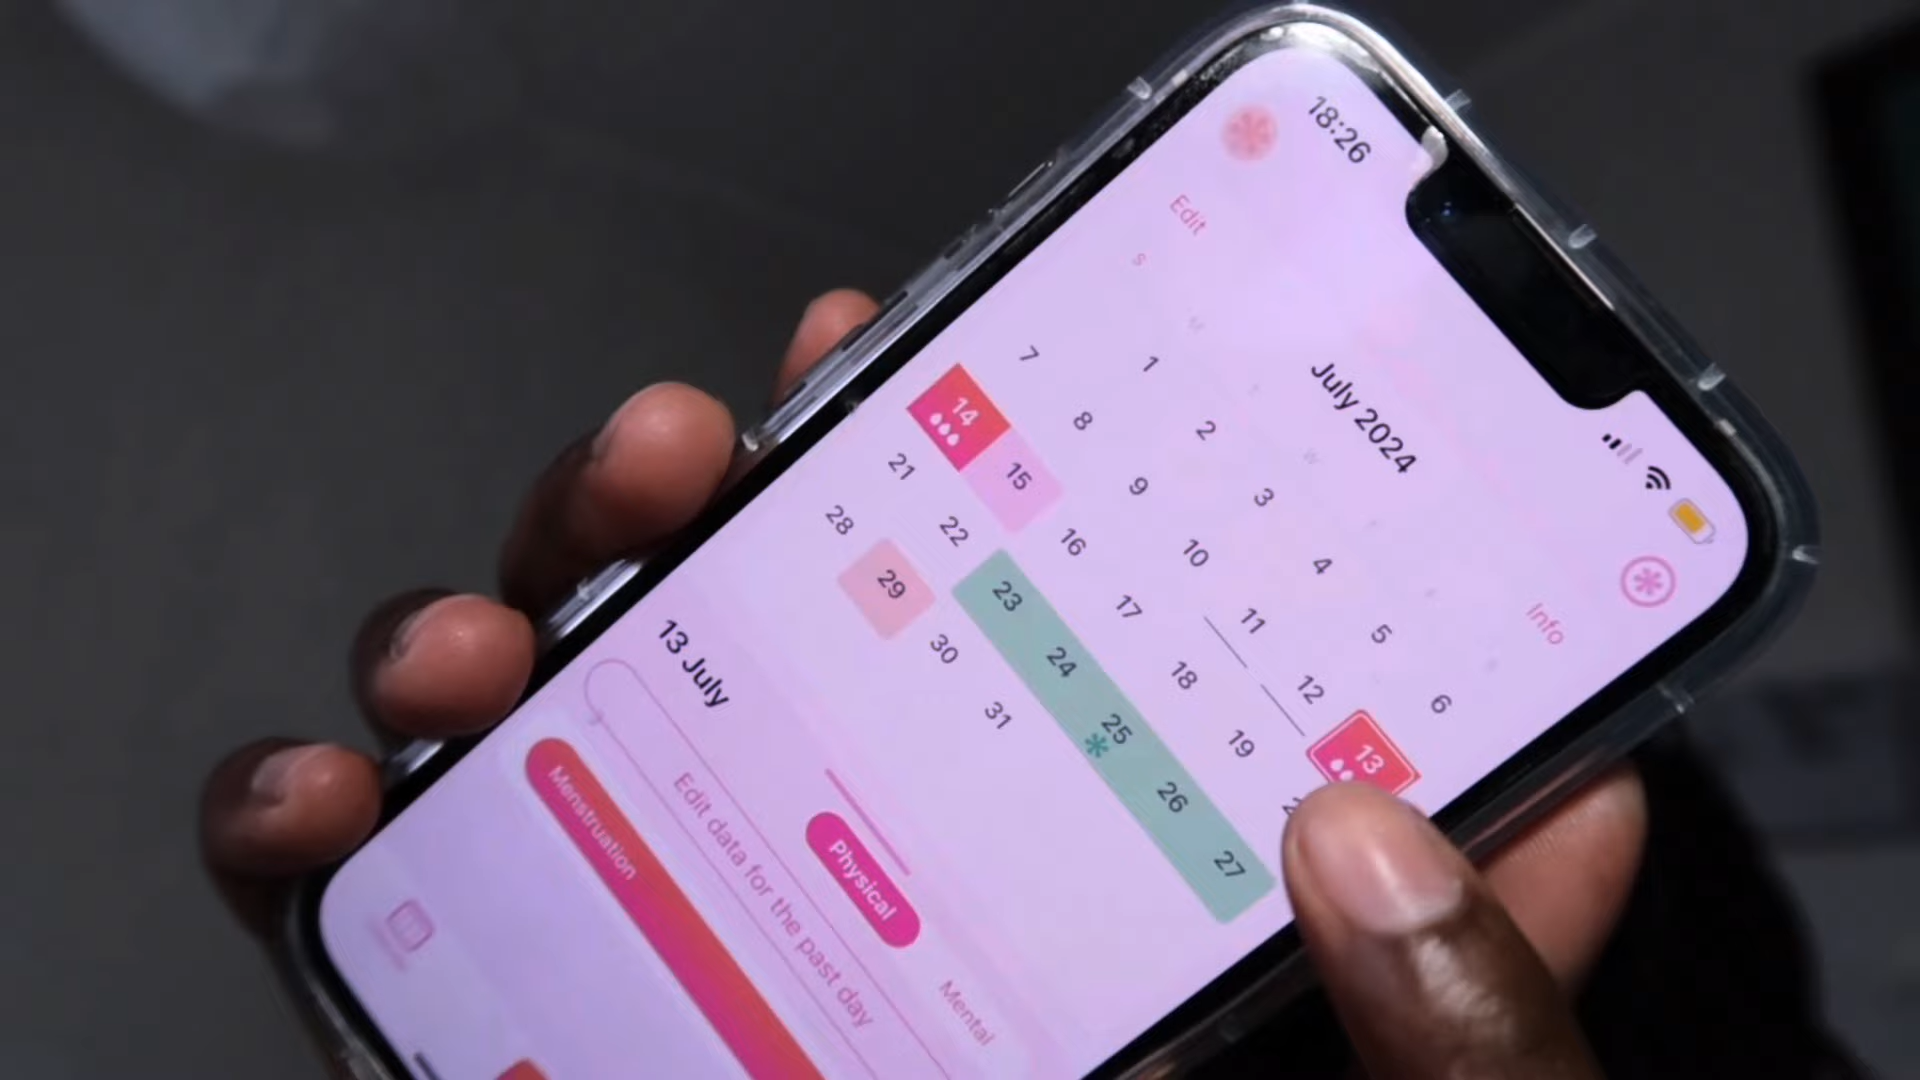 18:26
Edit
July 2024
Info
S
M
W
1 2 3 4 5 6
7 8 9 10 11 12 13
14 15 16 17 18 19
21 22 23 24 25 26 27
28 29 30 31
13 July
Physical
Mental
Edit data for the past day
Menstruation